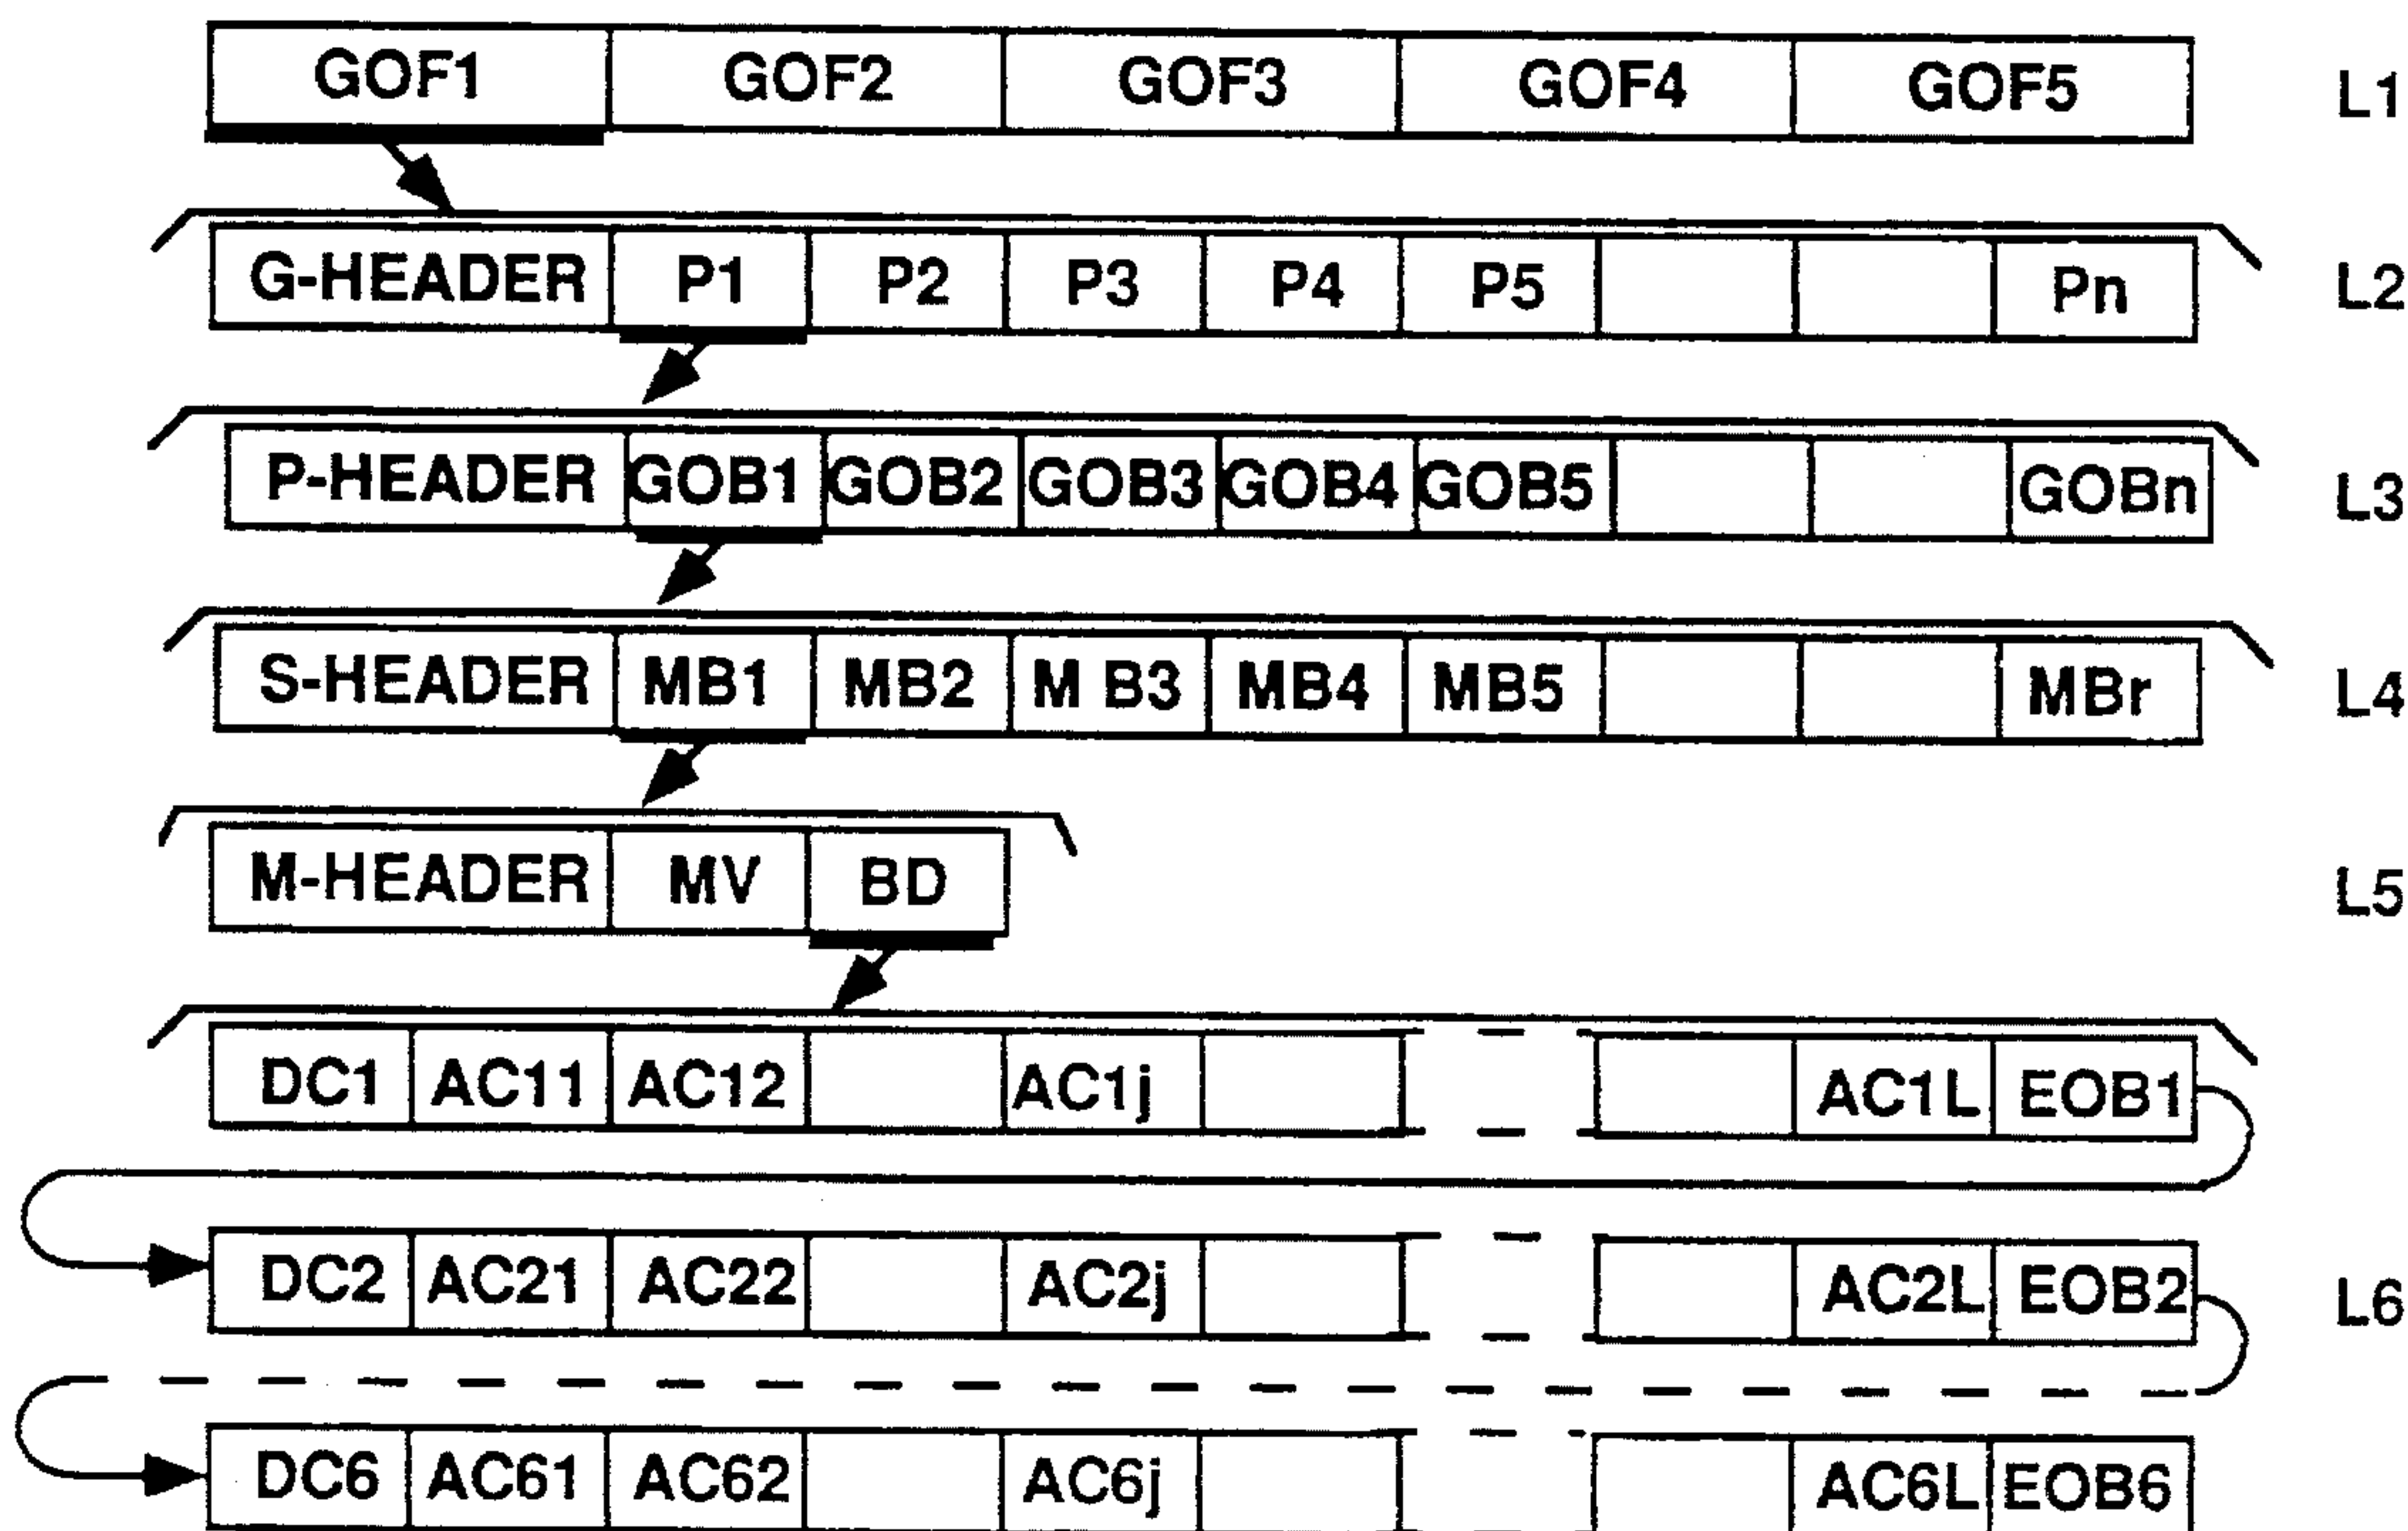 GOF1 GOF2 GOF3 GOF4 GOF5 L1
G-HEADER P1 P2 P3 P4 P5 Pn L2
P-HEADER GOB1 GOB2 GOB3 GOB4 GOB5 GOBn L3
S-HEADER MB1 MB2 M B3 MB4 MB5 MBr L4
M-HEADER MV BD L5
DC1 AC11 AC12 AC1j AC1L EOB1
DC2 AC21 AC22 AC2j AC2L EOB2 L6
DC6 AC61 AC62 AC6j AC6L EOB6